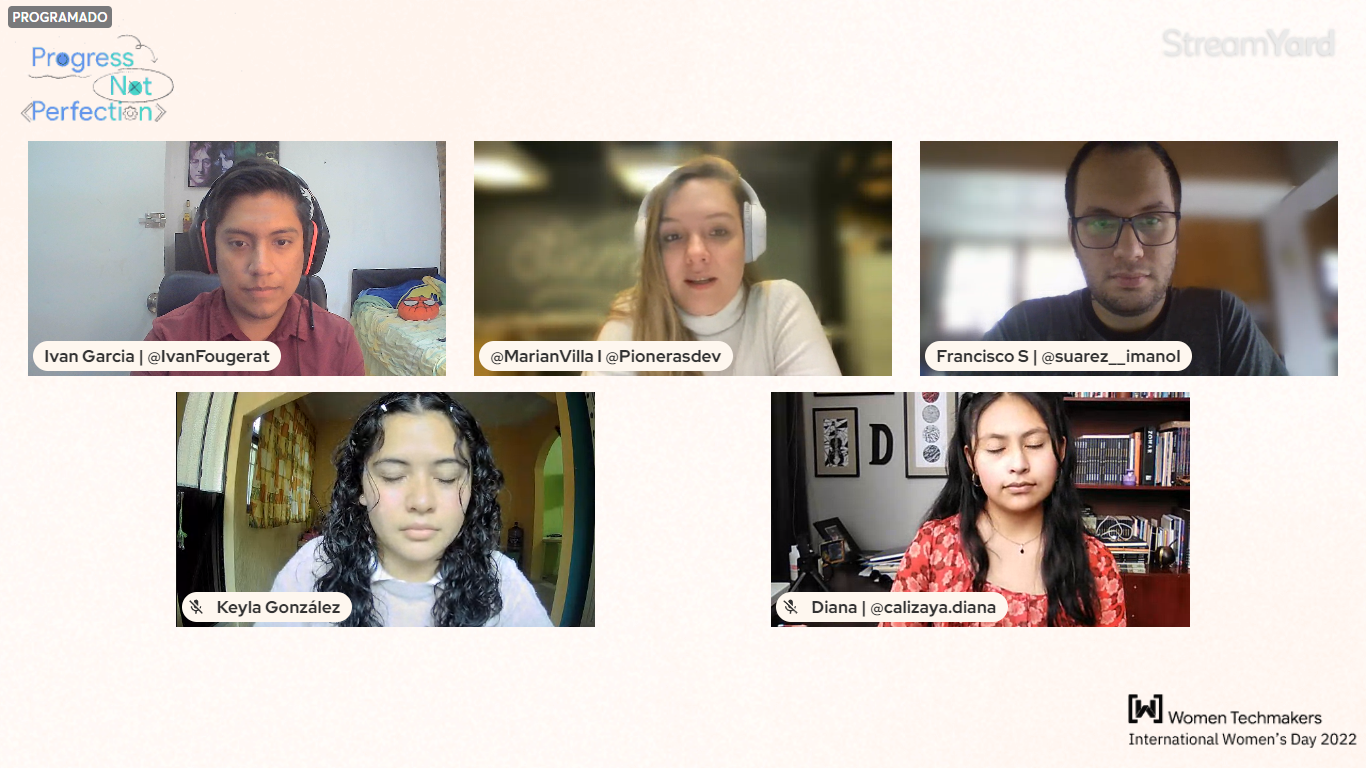 PROGRAMADO
StreamYard
Progress
Not
Perfection
Ivan Garcia | @IvanFougerat
@MarianVilla I @Pionerasdev
Francisco S | @suarez__imanol
D
Keyla González
Diana | @calizaya.diana
Women Techmakers
International Women's Day 2022